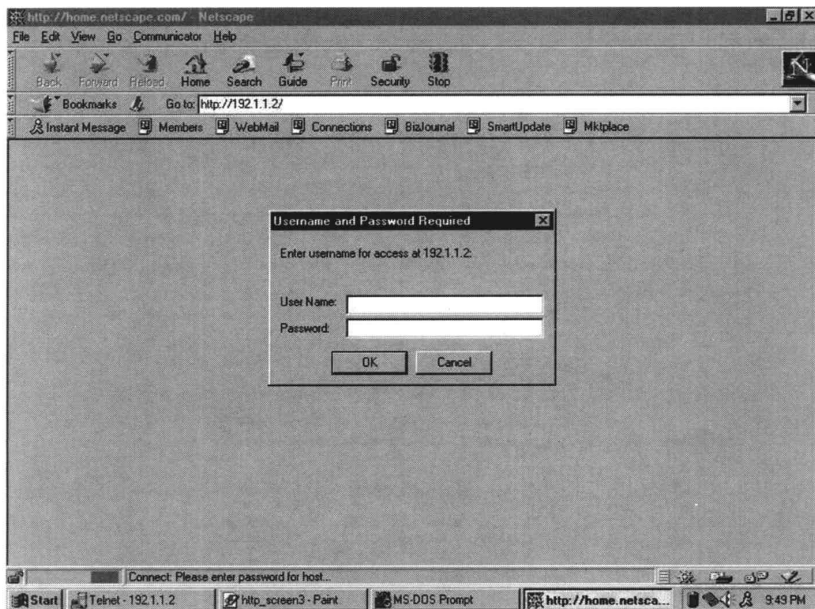 http://home.netscape.com/ - Netscape
File Edit View Go Communicator Help
Back Forward Reload Home Search Guide Print Security Stop
N
Bookmarks Go to: http://192.1.1.2/
Instant Message Members WebMail Connections BizJournal SmartUpdate Mktplace
Username and Password Required
Enter username for access at 192.1.1.2:
User Name:
Password:
OK Cancel
Connect: Please enter password for host...
Start Telnet - 192.1.1.2 http_screen3 - Paint MS-DOS Prompt http://home.netsca... 9:49 PM